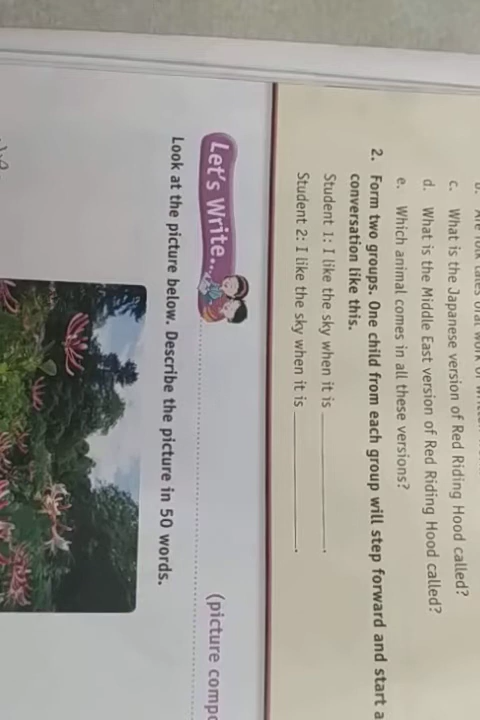 c. What is the Japanese version of Red Riding Hood called?
d. What is the Middle East version of Red Riding Hood called?
e. Which animal comes in all these versions?
2. Form two groups. One child from each group will step forward and start a
conversation like this.
Student 1: I like the sky when it is ____________.
Student 2: I like the sky when it is ____________.
Let's Write...
(picture
Look at the picture below. Describe the picture in 50 words.